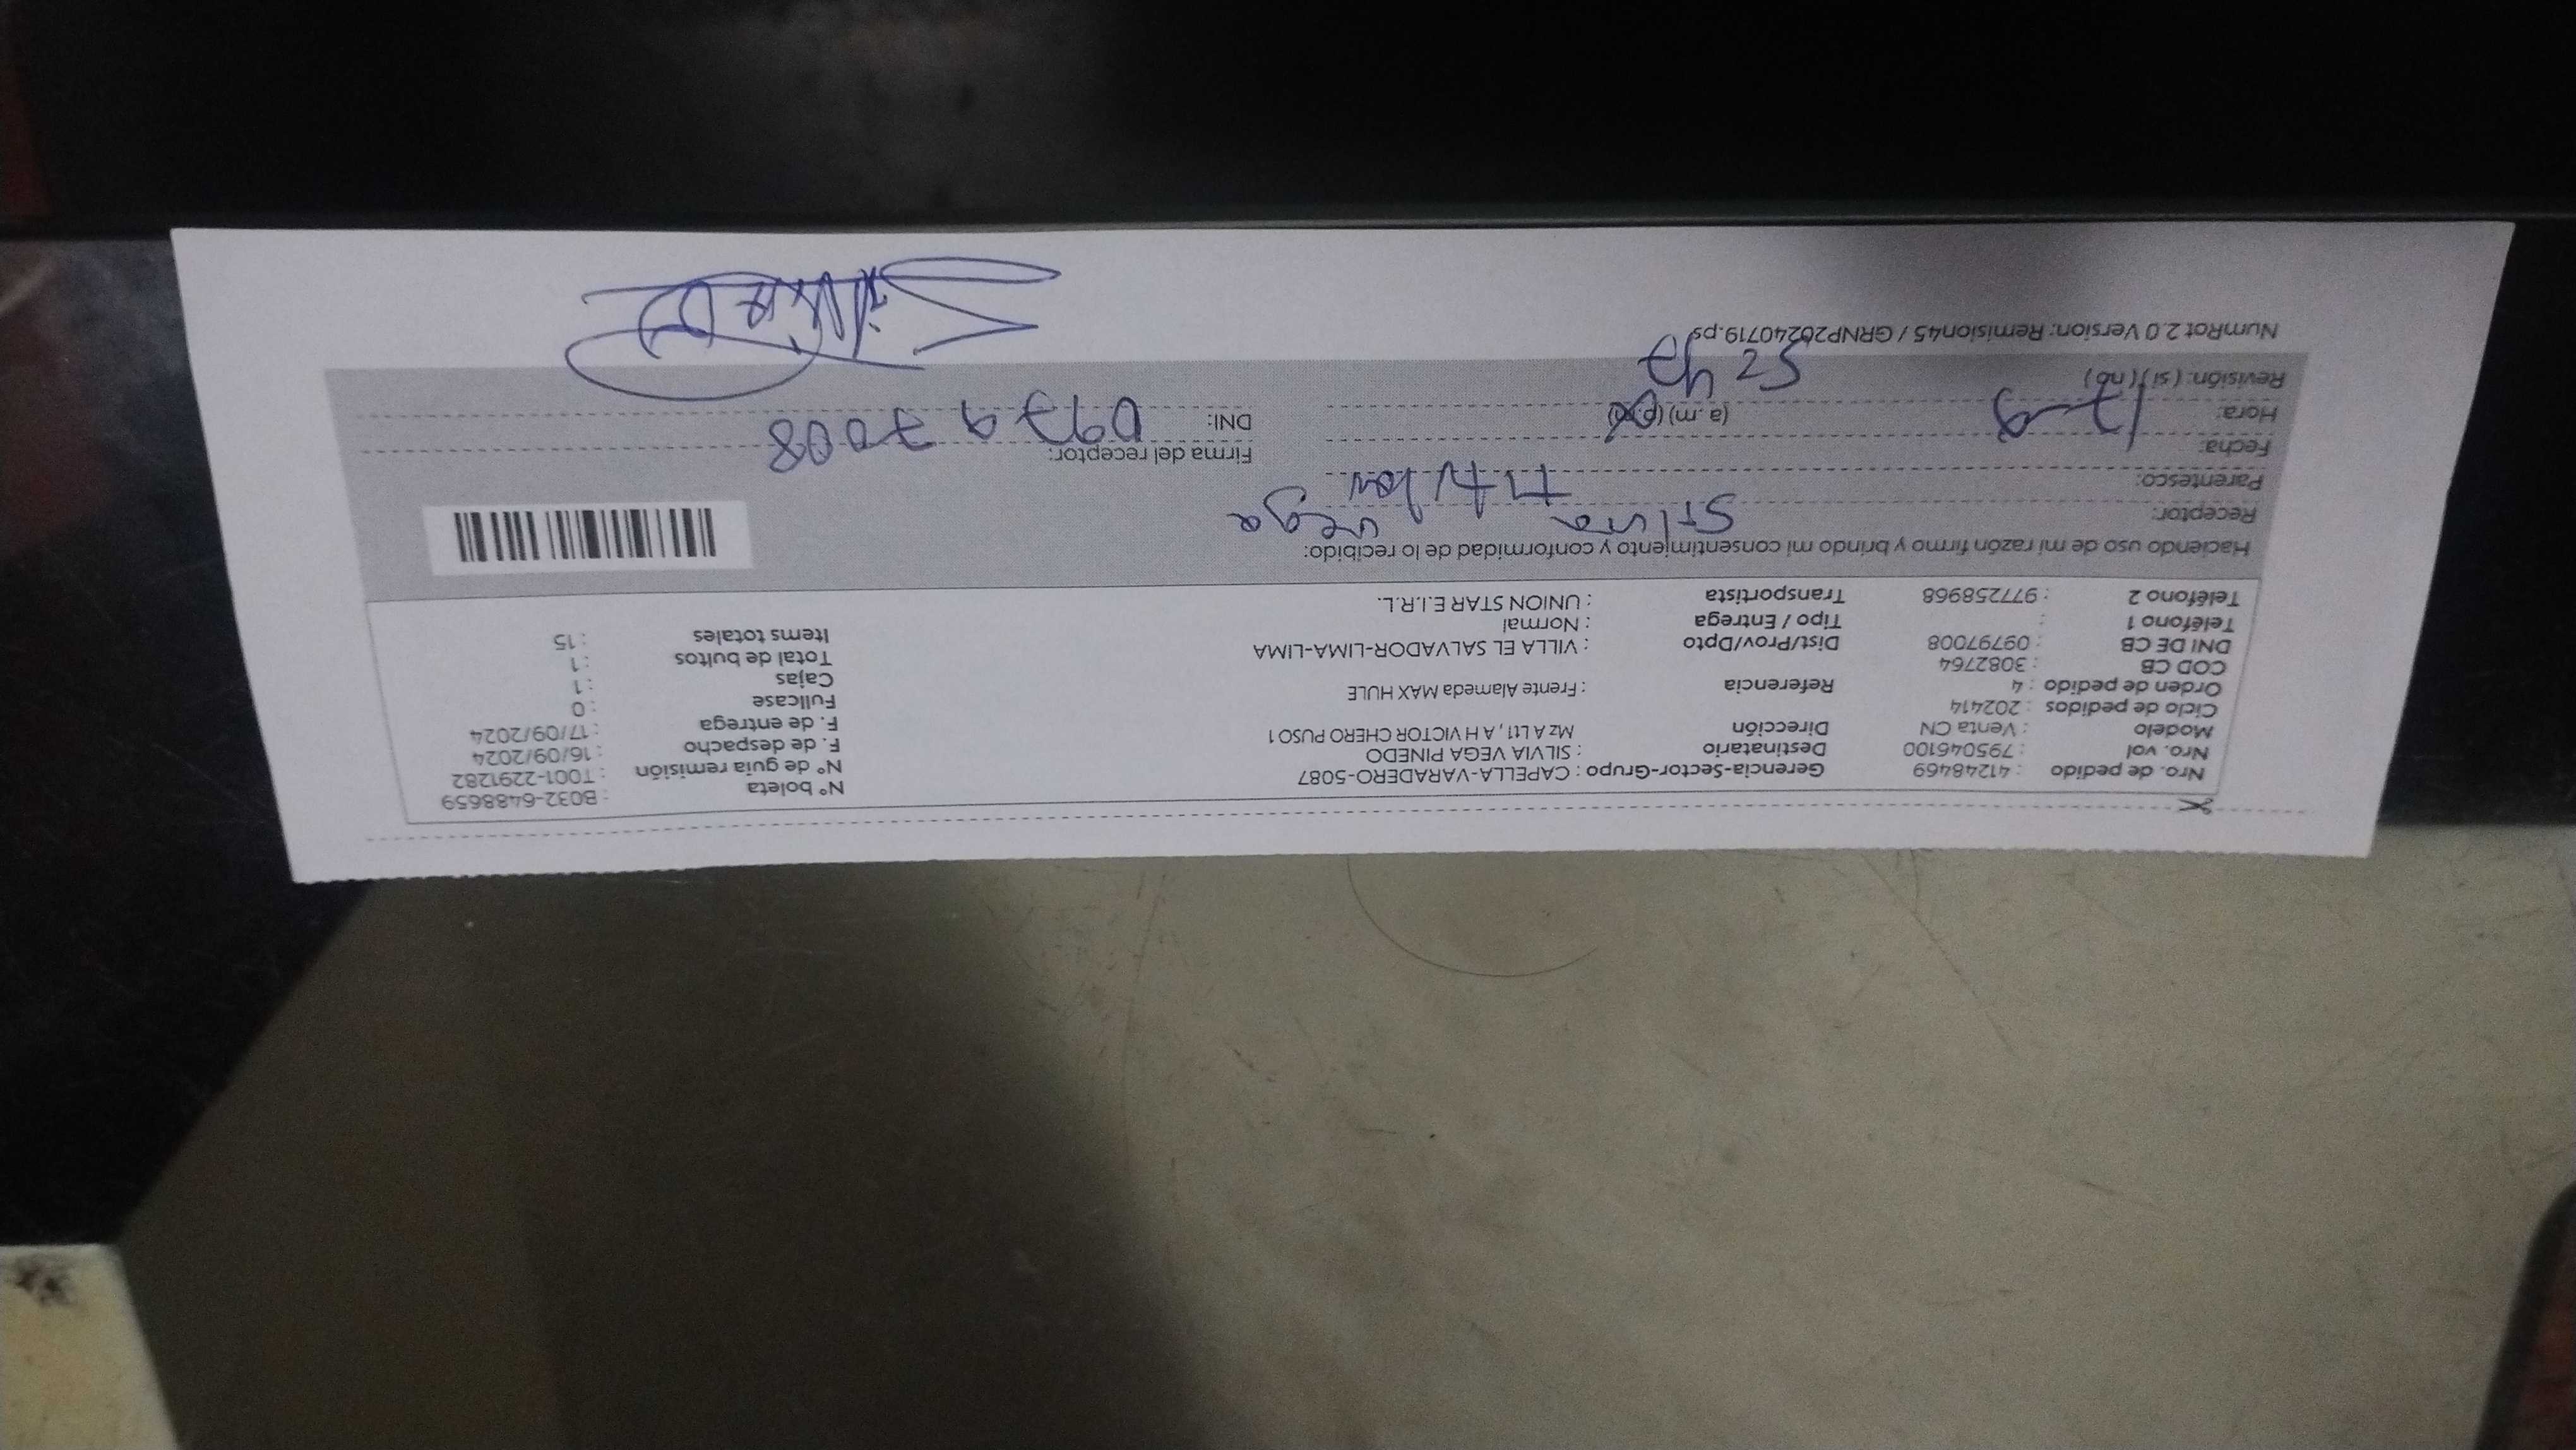 Nro. de pedido : 41248469 Gerencia-Sector-Grupo : CAPELLA-VARADERO-5087 N° boleta : B032-6488659
Nro. vol : 795046100 Destinatario : SILVIA VEGA PINEDO N° de guia remisión : T001-2291282
Modelo : Venta CN Dirección Mz A Lt1 , A H VICTOR CHERO PUSO 1 F. de despacho : 16/09/2024
Ciclo de pedidos : 202414 F. de entrega : 17/09/2024
Orden de pedido : 4 Referencia : Frente Alameda MAX HULE Fullcase : 0
COD CB : 3082764 Cajas : 1
DNI DE CB : 09797008 Dist/Prov/Dpto : VILLA EL SALVADOR-LIMA-LIMA Total de bultos : 1
Teléfono 1 : Tipo / Entrega : Normal Items totales : 15
Teléfono 2 : 977258968 Transportista : UNION STAR E.I.R.L.
Haciendo uso de mi razón firmo y brindo mi consentimiento y conformidad de lo recibido:
Receptor: Silvia Vega
Parentesco: titular
Fecha: 17-9 Firma del receptor:
Hora: (a. m) (p. m) DNI: 09797008
Revisión: ( si ) ( no )
NumRot 2.0 Version: Remision45 / GRNP20240719.ps